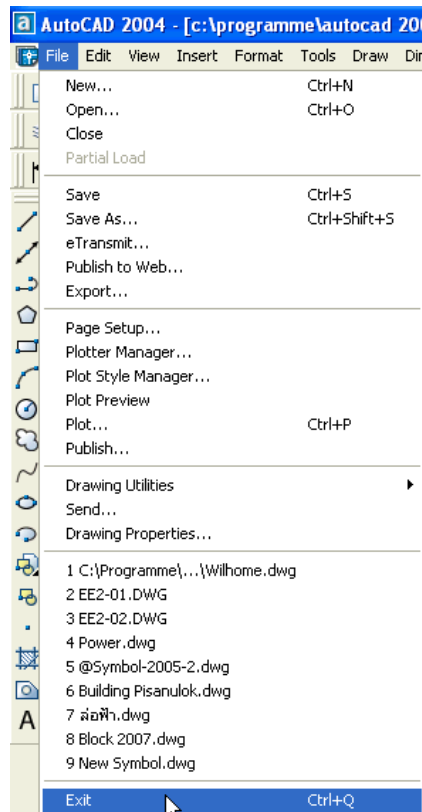 a AutoCAD 2004 - [c:\programme\autocad 20
File Edit View Insert Format Tools Draw
New... Ctrl+N
Open... Ctrl+O
Close
Partial Load
Save Ctrl+S
Save As... Ctrl+Shift+S
eTransmit...
Publish to Web...
Export...
Page Setup...
Plotter Manager...
Plot Style Manager...
Plot Preview
Plot... Ctrl+P
Publish...
Drawing Utilities
Send...
Drawing Properties...
1 C:\Programme\...\Wilhome.dwg
2 EE2-01.DWG
3 EE2-02.DWG
4 Power.dwg
5 @Symbol-2005-2.dwg
6 Building Pisanulok.dwg
7 ล่อฟ้า.dwg
8 Block 2007.dwg
9 New Symbol.dwg
A
Exit Ctrl+Q